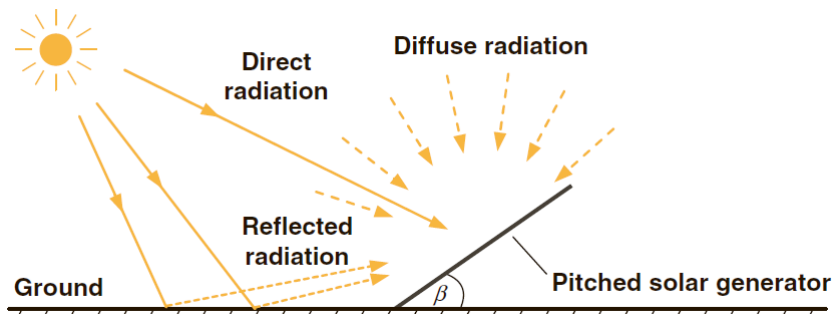 Direct
radiation
Diffuse radiation
Reflected
radiation
Ground
β
Pitched solar generator